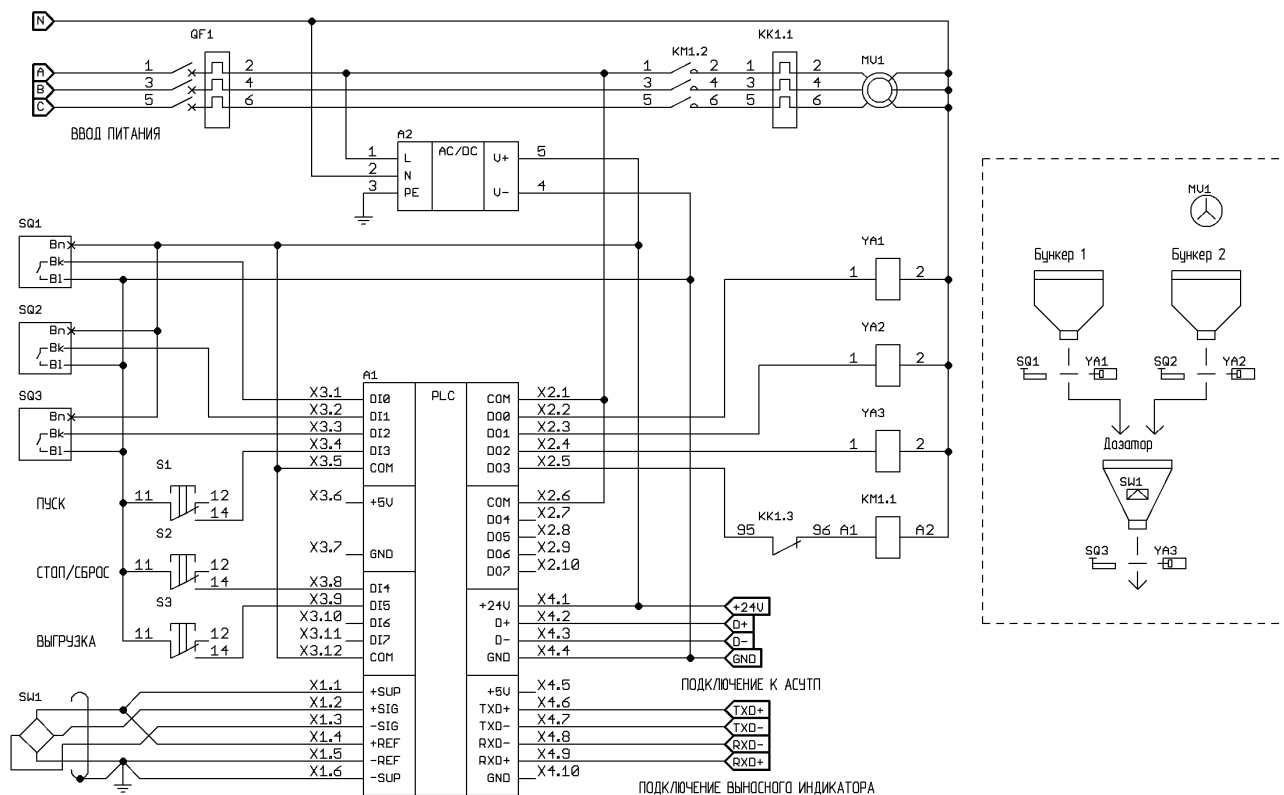 N
QF1
KM1.2
KK1.1
MV1
A 1 2 1 2 1 2
B 3 4 3 4 3 4
C 5 6 5 6 5 6
ВВОД ПИТАНИЯ
A2
AC/DC
1 L V+ 5
2 N
3 PE V- 4
SQ1
Bn
Bk
Bl
SQ2
Bn
Bk
Bl
SQ3
Bn
Bk
Bl
YA1
1 2
YA2
1 2
YA3
1 2
A1
PLC
X3.1 DI0 COM X2.1
X3.2 DI1 DO0 X2.2
X3.3 DI2 DO1 X2.3
X3.4 DI3 DO2 X2.4
X3.5 COM DO3 X2.5
X3.6 +5V COM X2.6
DO4 X2.7
DO5 X2.8
X3.7 GND DO6 X2.9
DO7 X2.10
X3.8 DI4
X3.9 DI5 +24V X4.1
X3.10 DI6 D+ X4.2
X3.11 DI7 D- X4.3
X3.12 COM GND X4.4
X1.1 +SUP +5V X4.5
X1.2 +SIG TXD+ X4.6
X1.3 -SIG TXD- X4.7
X1.4 +REF RXD- X4.8
X1.5 -REF RXD+ X4.9
X1.6 -SUP GND X4.10
S1
ПУСК
11 12
14
S2
СТОП/СБРОС
11 12
14
S3
ВЫГРУЗКА
11 12
14
SW1
KK1.3
95 96
KM1.1
A1 A2
+24V
D+
D-
GND
ПОДКЛЮЧЕНИЕ К АСУТП
TXD+
TXD-
RXD-
RXD+
ПОДКЛЮЧЕНИЕ ВЫНОСНОГО ИНДИКАТОРА
MV1
Бункер 1 Бункер 2
SQ1 YA1 SQ2 YA2
Дозатор
SW1
SQ3 YA3